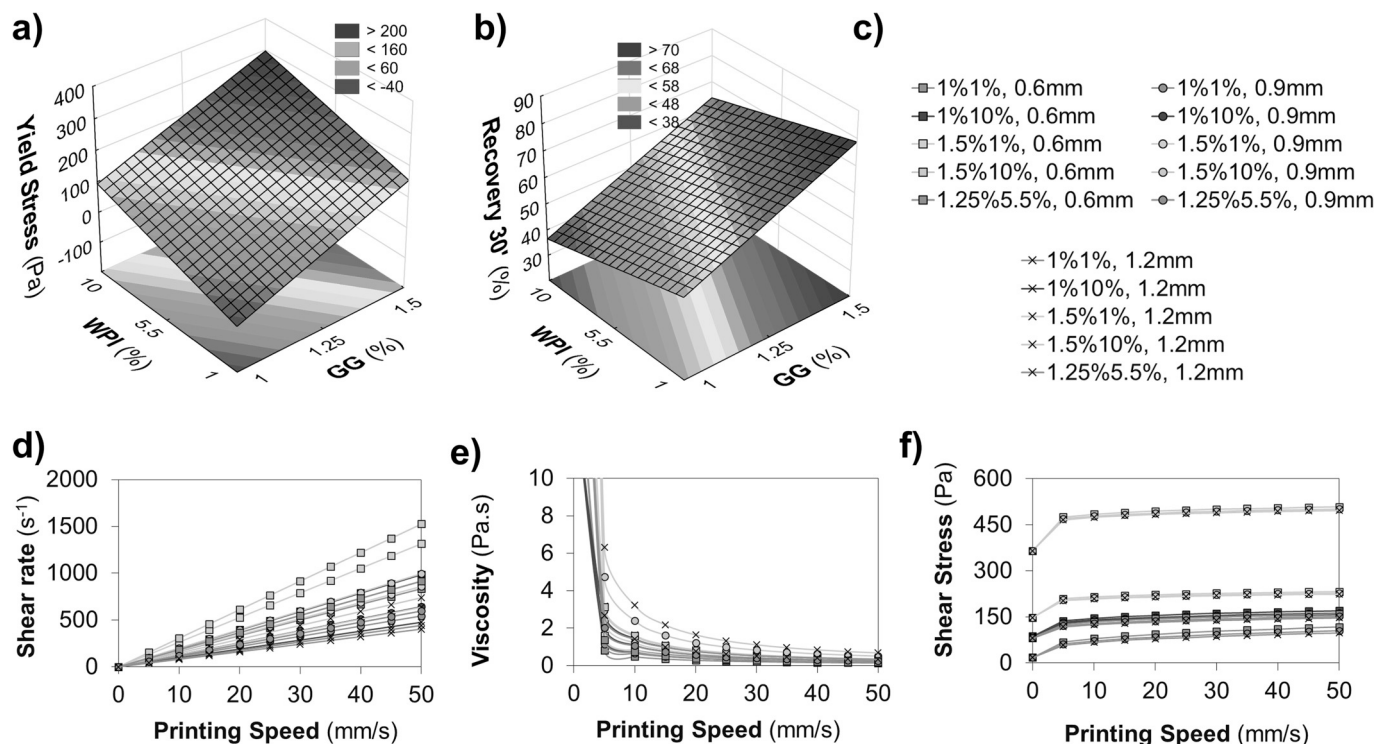 a)
> 200
< 160
< 60
< -40
400
300
200
100
0
-100
Yield Stress
(Pa)
10
5.5
1
WPI (%)
1
1.25
1.5
GG (%)
b)
> 70
< 68
< 58
< 48
< 38
90
80
70
60
50
40
30
Recovery 30' (%)
10
5.5
1
WPI (%)
1
1.25
1.5
GG (%)
c)
1%1%, 0.6mm
1%10%, 0.6mm
1.5%1%, 0.6mm
1.5%10%, 0.6mm
1.25%5.5%, 0.6mm
1%1%, 0.9mm
1%10%, 0.9mm
1.5%1%, 0.9mm
1.5%10%, 0.9mm
1.25%5.5%, 0.9mm
1%1%, 1.2mm
1%10%, 1.2mm
1.5%1%, 1.2mm
1.5%10%, 1.2mm
1.25%5.5%, 1.2mm
d)
Shear rate (s⁻¹)
2000
1500
1000
500
0
0 10 20 30 40 50
Printing Speed (mm/s)
e)
Viscosity (Pa.s)
10
8
6
4
2
0
0 10 20 30 40 50
Printing Speed (mm/s)
f)
Shear Stress (Pa)
600
450
300
150
0
0 10 20 30 40 50
Printing Speed (mm/s)